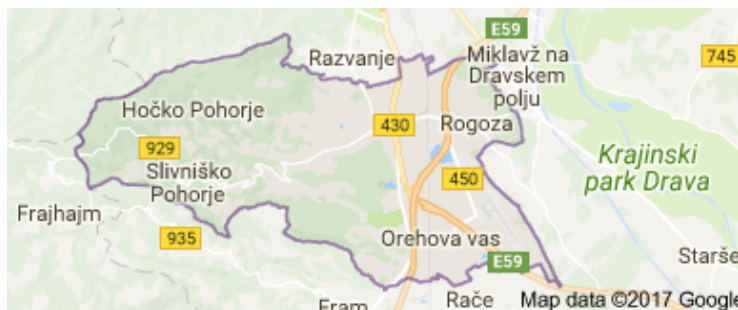 E59
Razvanje
Miklavž na
Dravskem
polju
745
Hočko Pohorje
430
Rogoza
929
Krajinski
park Drava
Slivniško
Pohorje
450
Frajhajm
935
Orehova vas
Starše
E59
Fram
Rače
Map data ©2017 Google